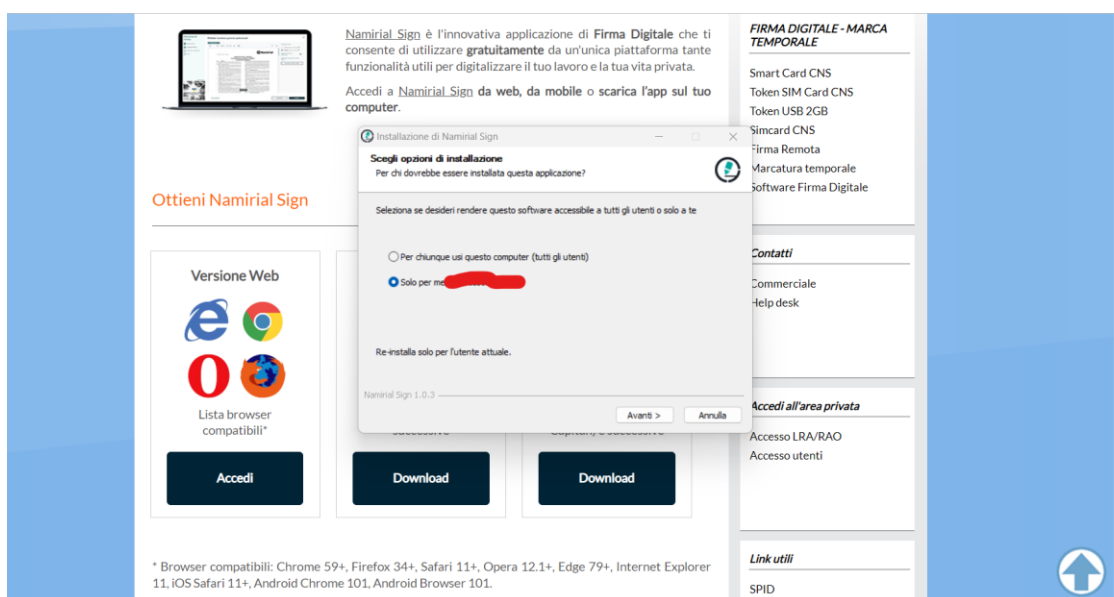 Namirial Sign è l'innovativa applicazione di Firma Digitale che ti
consente di utilizzare gratuitamente da un'unica piattaforma tante
funzionalità utili per digitalizzare il tuo lavoro e la tua vita privata.
Accedi a Namirial Sign da web, da mobile o scarica l'app sul tuo
computer.
Ottieni Namirial Sign
Installazione di Namirial Sign
Scegli opzioni di installazione
Per chi dovrebbe essere installata questa applicazione?
Seleziona se desideri rendere questo software accessibile a tutti gli utenti o solo a te
Per chiunque usi questo computer (tutti gli utenti)
Solo per me
Re-installa solo per l'utente attuale.
Namirial Sign 1.0.3
Avanti >
Annulla
Versione Web
Lista browser
compatibili*
Accedi
successive
successive
Download
Download
* Browser compatibili: Chrome 59+, Firefox 34+, Safari 11+, Opera 12.1+, Edge 79+, Internet Explorer
11, iOS Safari 11+, Android Chrome 101, Android Browser 101.
FIRMA DIGITALE - MARCA
TEMPORALE
Smart Card CNS
Token SIM Card CNS
Token USB 2GB
Simcard CNS
Firma Remota
Marcatura temporale
Software Firma Digitale
Contatti
Commerciale
Help desk
Accedi all'area privata
Accesso LRA/RAO
Accesso utenti
Link utili
SPID